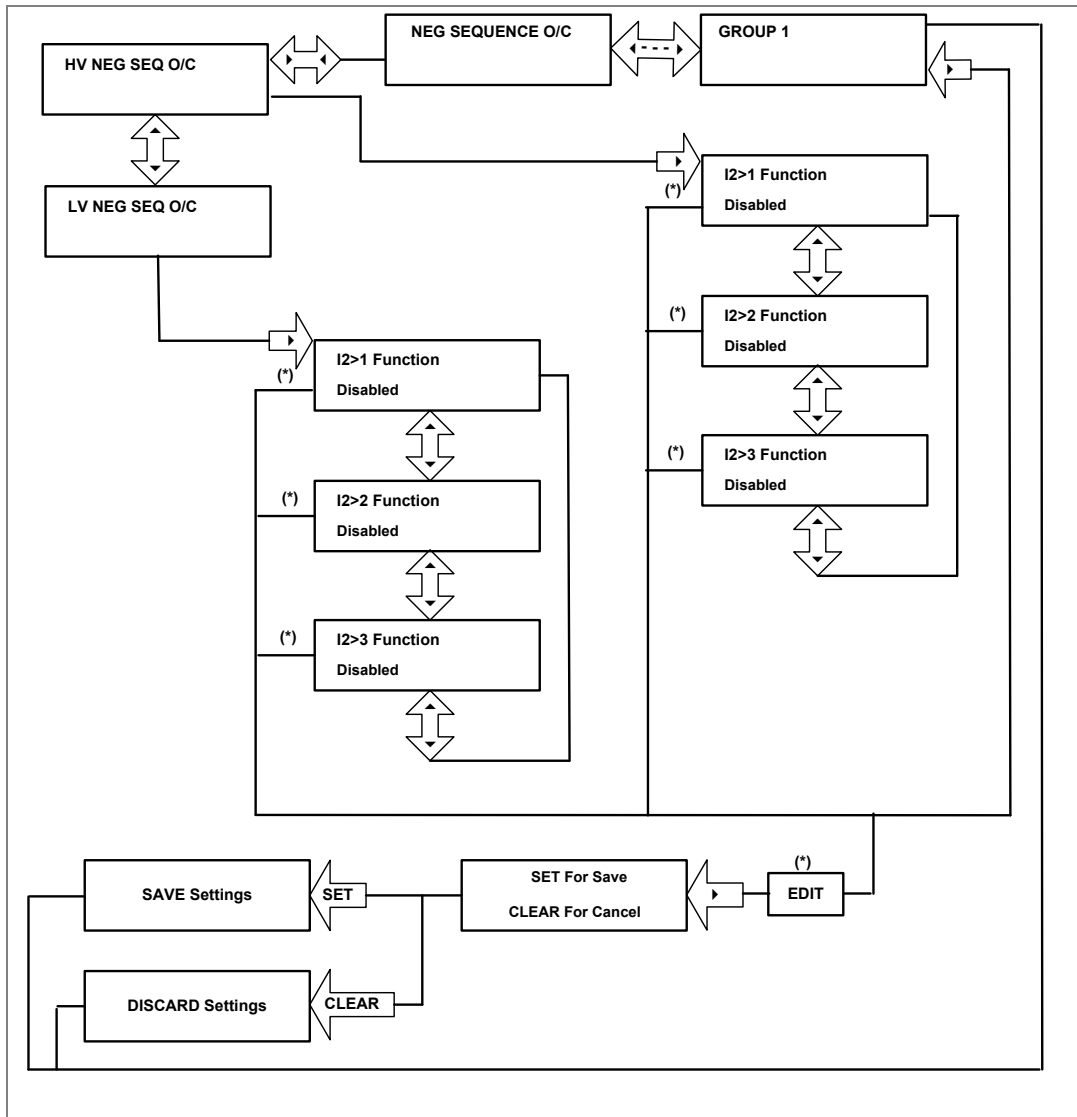 NEG SEQUENCE O/C
GROUP 1
HV NEG SEQ O/C
LV NEG SEQ O/C
(*)
I2>1 Function
Disabled
(*)
I2>2 Function
Disabled
(*)
I2>3 Function
Disabled
(*)
I2>1 Function
Disabled
(*)
I2>2 Function
Disabled
(*)
I2>3 Function
Disabled
SAVE Settings
SET
SET For Save
CLEAR For Cancel
(*)
EDIT
DISCARD Settings
CLEAR